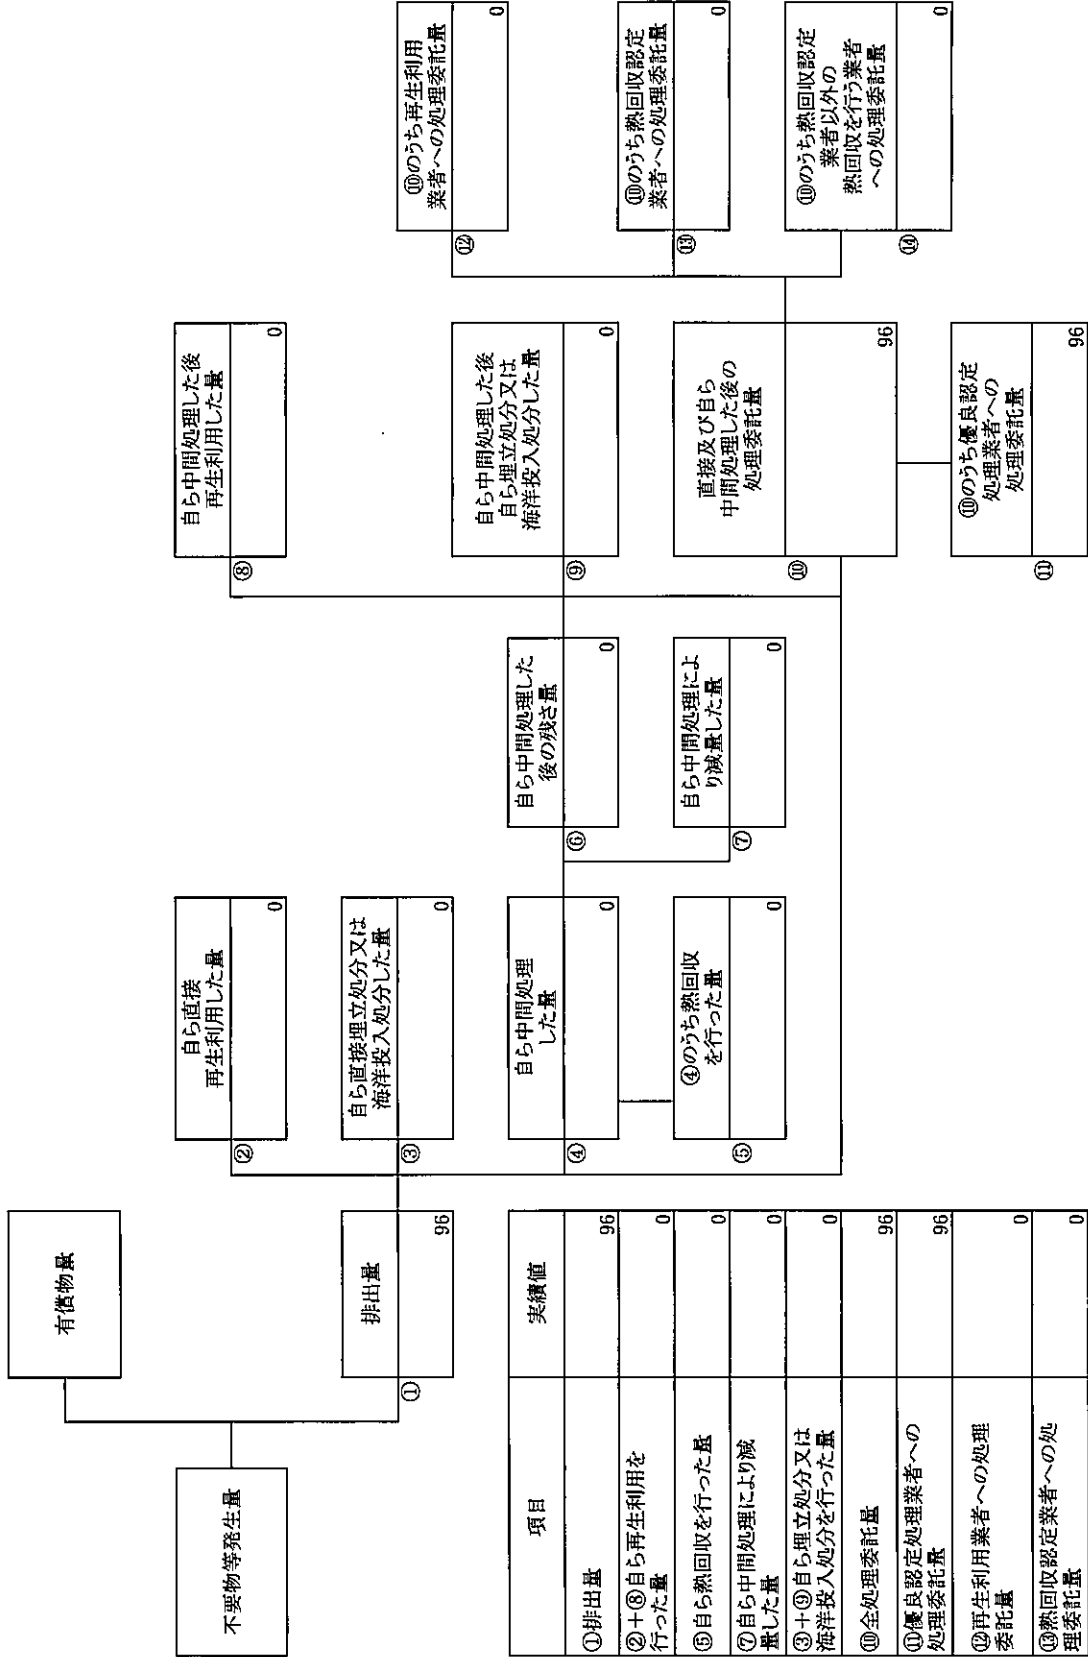 不要物等発生量
有償物量
排出量
①
96
自ら直接
再生利用した量
②
0
自ら直接埋立処分又は
海洋投入処分した量
③
0
自ら中間処理
した量
④
0
④のうち熱回収
を行った量
⑤
0
自ら中間処理した
後の残さ量
⑥
0
自ら中間処理によ
り減量した量
⑦
0
自ら中間処理した後
再生利用した量
⑧
0
自ら中間処理した後
自ら埋立処分又は
海洋投入処分した量
⑨
0
直接及び自ら
中間処理した後の
処理委託量
⑩
96
⑩のうち優良認定
処理業者への
処理委託量
⑪
96
⑩のうち再生利用
業者への処理委託量
⑫
0
⑩のうち熱回収認定
業者への処理委託量
⑬
0
⑩のうち熱回収認定
業者以外の
熱回収を行う業者
への処理委託量
⑭
0
項目 実績値
①排出量 96
②+⑧自ら再生利用を
行った量 0
⑤自ら熱回収を行った量 0
⑦自ら中間処理により減
量した量 0
③+⑨自ら埋立処分又は
海洋投入処分を行った量 0
⑩全処理委託量 96
⑪優良認定処理業者への
処理委託量 96
⑫再生利用業者への処理
委託量 0
⑬熱回収認定業者への処
理委託量 0